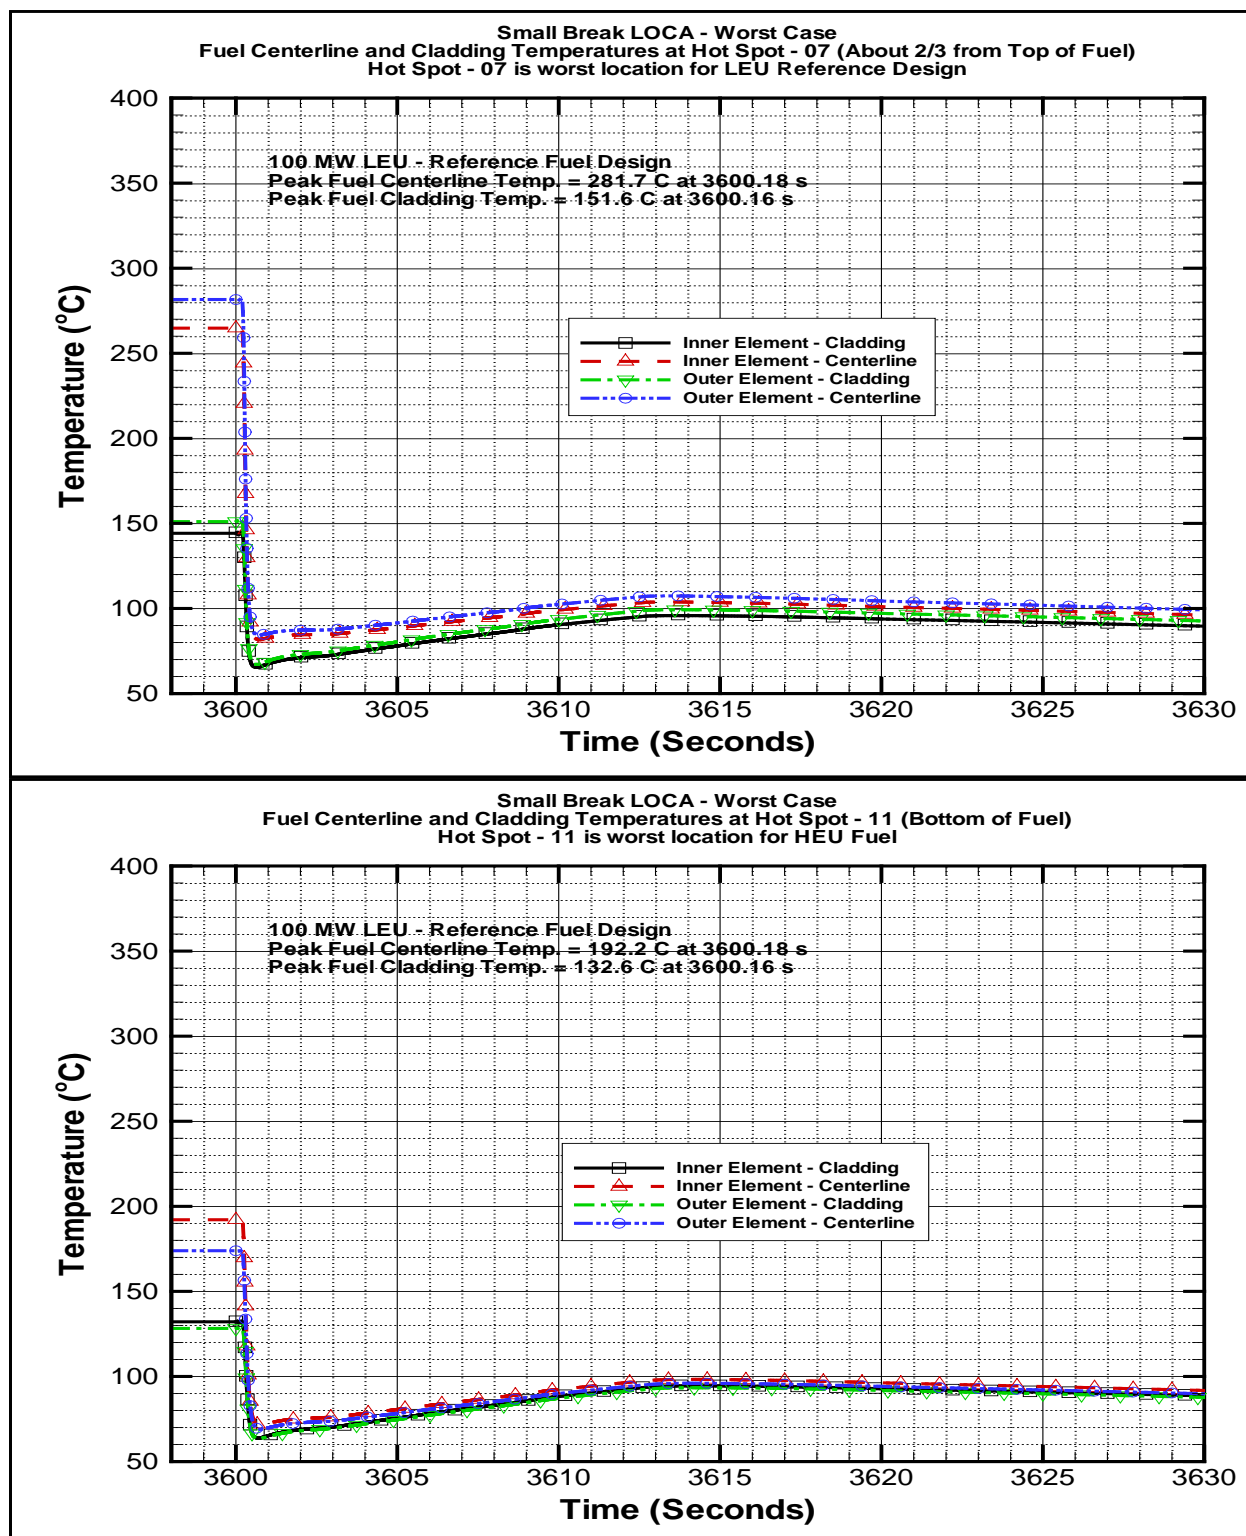 Small Break LOCA - Worst Case
Fuel Centerline and Cladding Temperatures at Hot Spot - 07 (About 2/3 from Top of Fuel)
Hot Spot - 07 is worst location for LEU Reference Design
400
350
300
250
200
150
100
50
Temperature (°C)
100 MW LEU - Reference Fuel Design
Peak Fuel Centerline Temp. = 281.7 C at 3600.18 s
Peak Fuel Cladding Temp. = 151.6 C at 3600.16 s
Inner Element - Cladding
Inner Element - Centerline
Outer Element - Cladding
Outer Element - Centerline
3600 3605 3610 3615 3620 3625 3630
Time (Seconds)
Small Break LOCA - Worst Case
Fuel Centerline and Cladding Temperatures at Hot Spot - 11 (Bottom of Fuel)
Hot Spot - 11 is worst location for HEU Fuel
400
350
300
250
200
150
100
50
Temperature (°C)
100 MW LEU - Reference Fuel Design
Peak Fuel Centerline Temp. = 192.2 C at 3600.18 s
Peak Fuel Cladding Temp. = 132.6 C at 3600.16 s
Inner Element - Cladding
Inner Element - Centerline
Outer Element - Cladding
Outer Element - Centerline
3600 3605 3610 3615 3620 3625 3630
Time (Seconds)